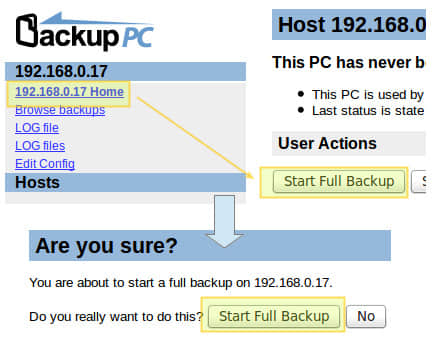 BackupPC
192.168.0.17
192.168.0.17 Home
Browse backups
LOG file
LOG files
Edit Config
Hosts
Host 192.168.0
This PC has never b
This PC is used by
Last status is state
User Actions
Start Full Backup
S
Are you sure?
You are about to start a full backup on 192.168.0.17.
Do you really want to do this? Start Full Backup No